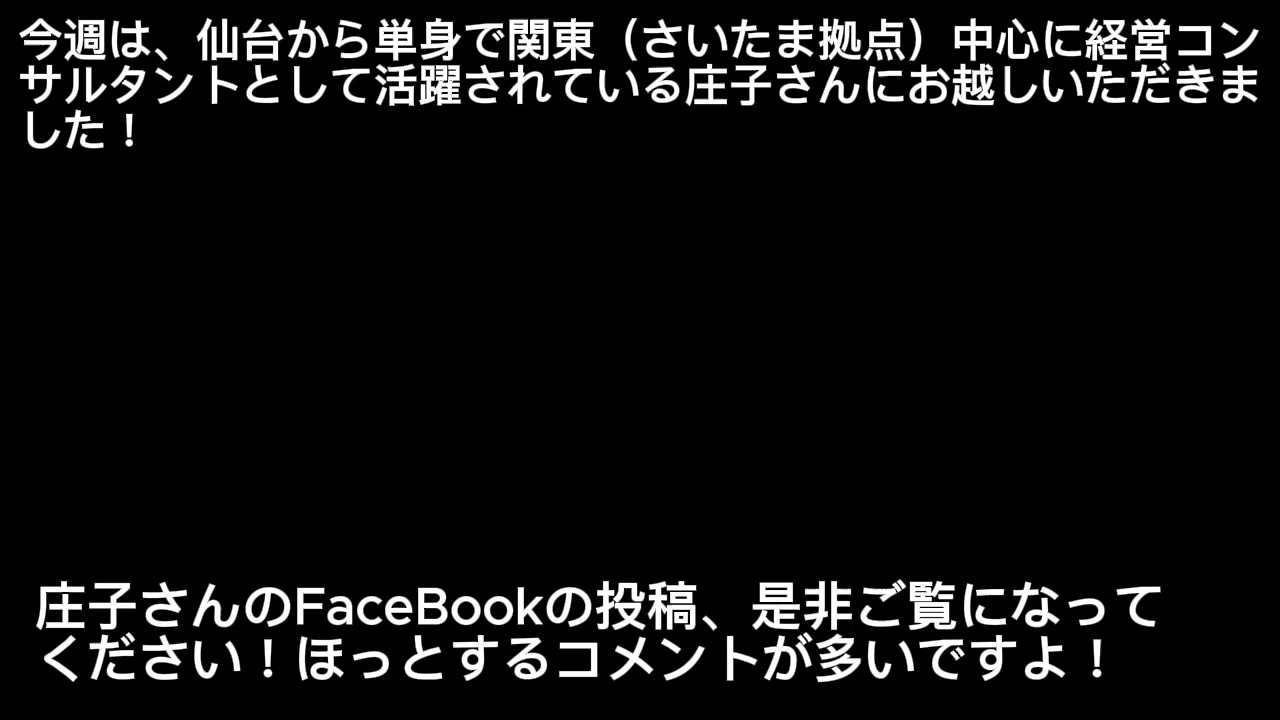 今週は、仙台から単身で関東（さいたま拠点）中心に経営コン
サルタントとして活躍されている庄子さんにお越しいただきま
した！
庄子さんのFaceBookの投稿、是非ご覧になって
ください！ほっとするコメントが多いですよ！